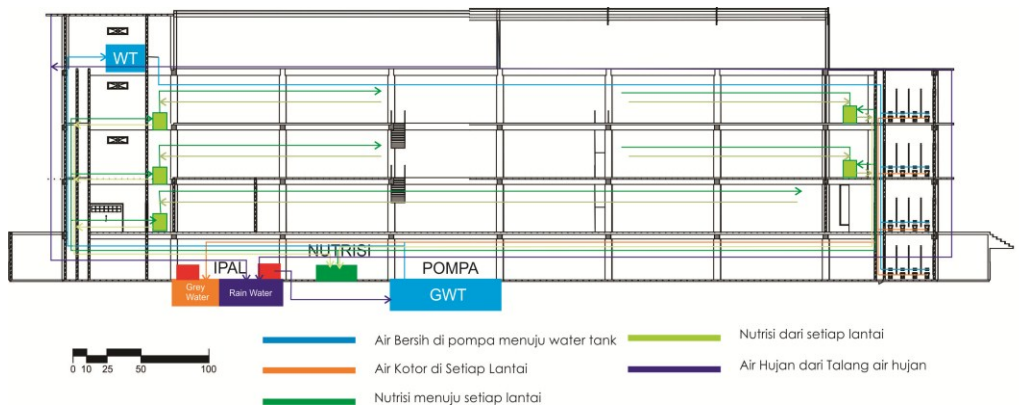 WT
NUTRISI
IPAL
POMPA
Grey
Water
Rain Water
GWT
Air Bersih di pompa menuju water tank
Nutrisi dari setiap lantai
Air Kotor di Setiap Lantai
Air Hujan dari Talang air hujan
Nutrisi menuju setiap lantai
0 10 25 50 100